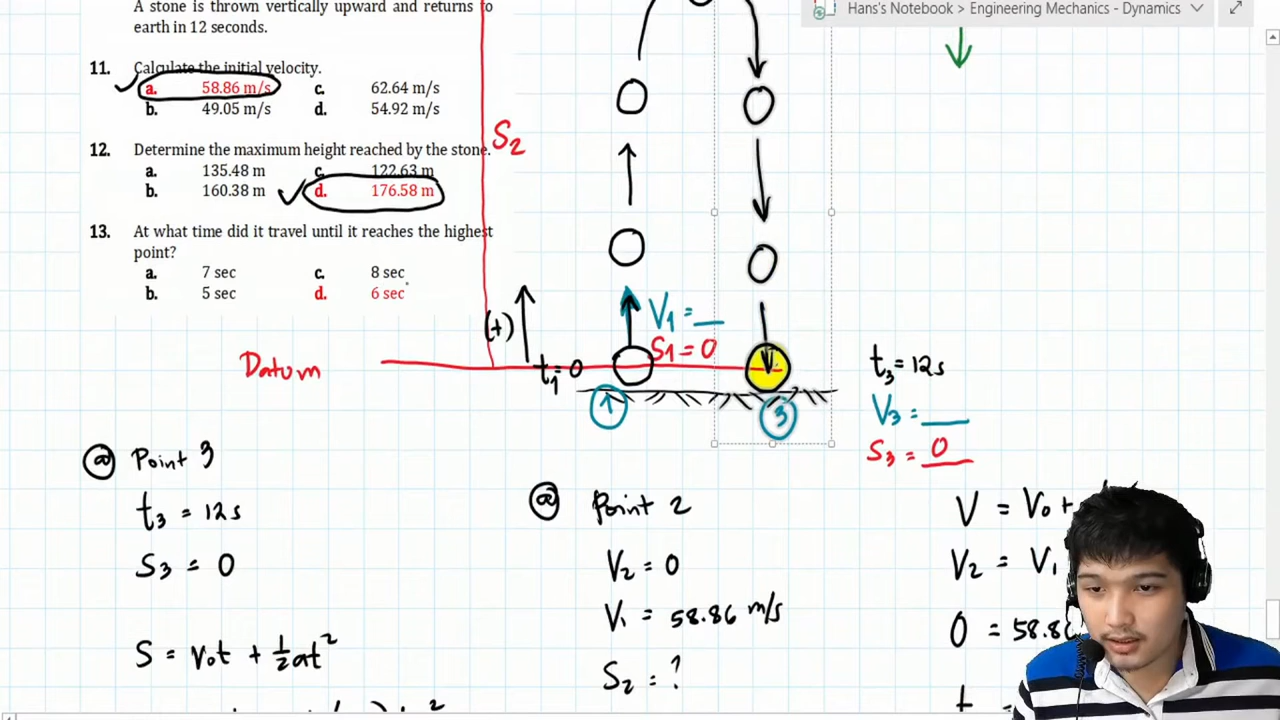 A stone is thrown vertically upward and returns to
earth in 12 seconds.
11. Calculate the initial velocity.
a. 58.86 m/s c. 62.64 m/s
b. 49.05 m/s d. 54.92 m/s
12. Determine the maximum height reached by the stone.
a. 135.48 m c. 122.63 m
b. 160.38 m d. 176.58 m
13. At what time did it travel until it reaches the highest
point?
a. 7 sec c. 8 sec
b. 5 sec d. 6 sec
Hans's Notebook > Engineering Mechanics - Dynamics
S2
(+)
V1 = __
S1 = 0
Datum
t1 = 0
1
3
t3 = 12s
V3 = __
S3 = 0
@ Point 3
t3 = 12s
S3 = 0
S = V0t + 1/2 at²
@ Point 2
V2 = 0
V1 = 58.86 m/s
S2 = ?
V = V0 +
V2 = V1
0 = 58.86
t =